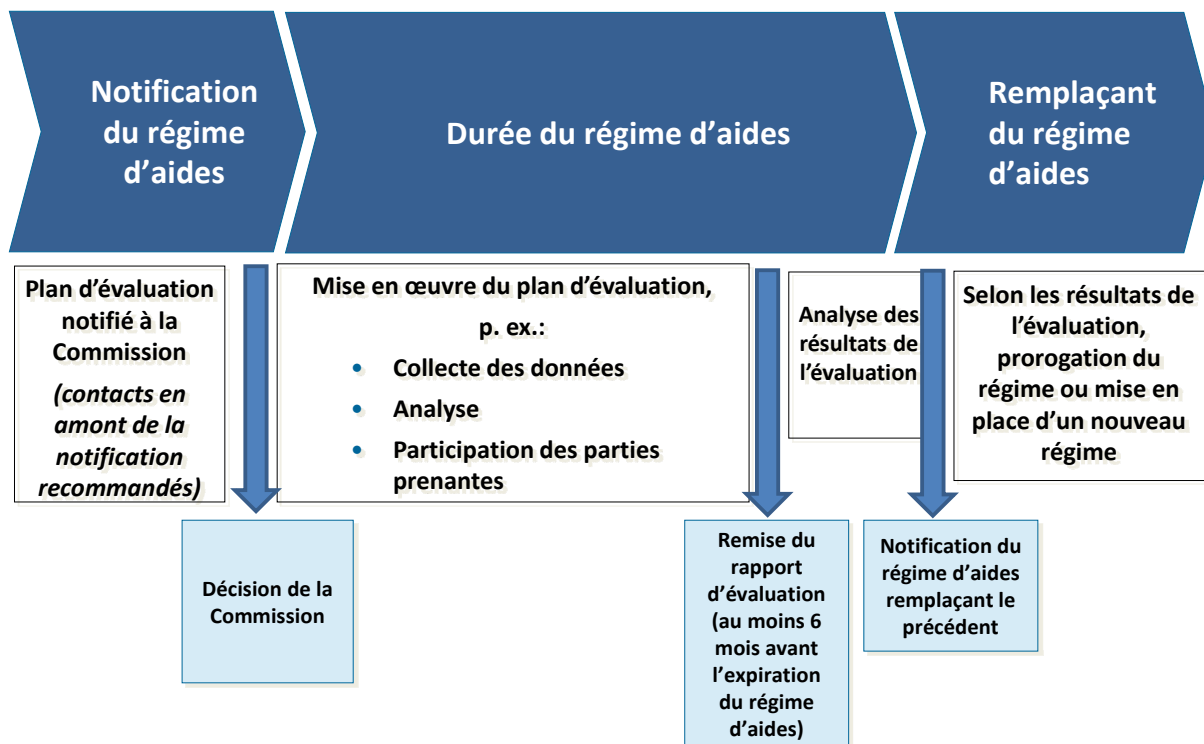 Notification
du régime
d'aides
Durée du régime d'aides
Remplaçant
du régime
d'aides
Plan d'évaluation
notifié à la
Commission
(contacts en
amont de la
notification
recommandés)
Mise en œuvre du plan d'évaluation,
p. ex.:
• Collecte des données
• Analyse
• Participation des parties
prenantes
Analyse des
résultats de
l'évaluation
Selon les résultats de
l'évaluation,
prorogation du
régime ou mise en
place d'un nouveau
régime
Décision de la
Commission
Remise du
rapport
d'évaluation
(au moins 6
mois avant
l'expiration
du régime
d'aides)
Notification du
régime d'aides
remplaçant le
précédent